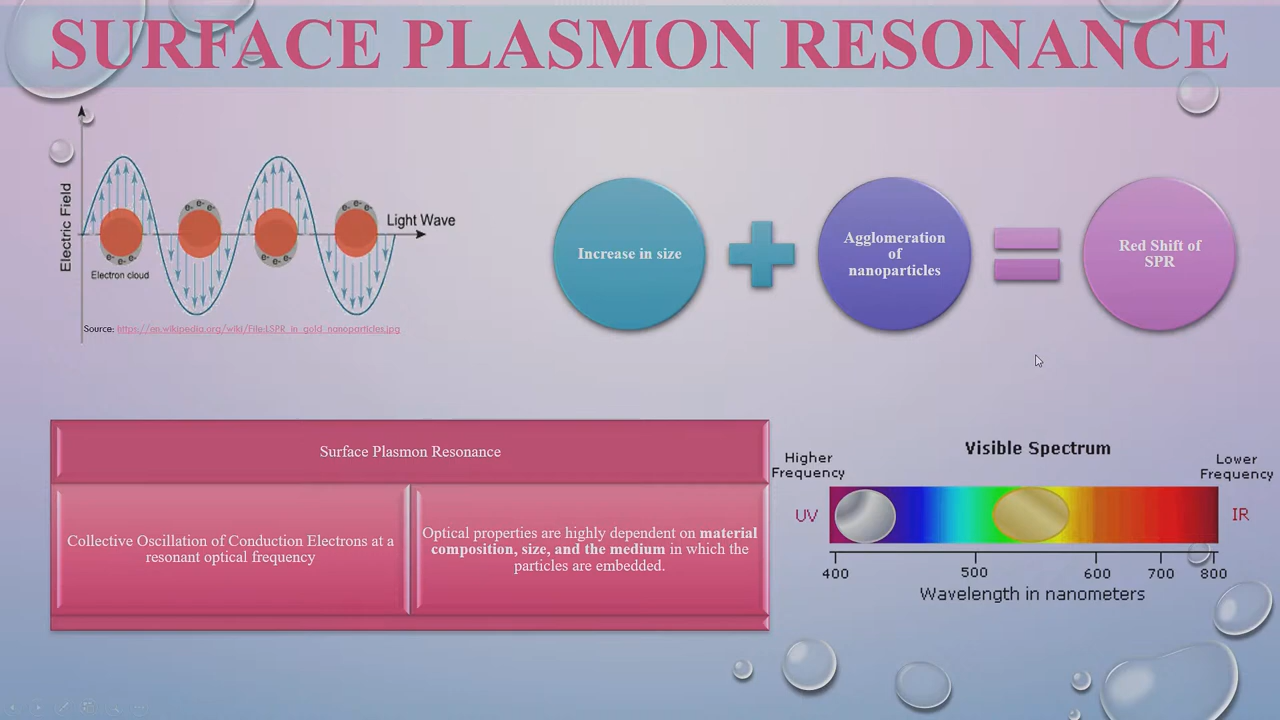 SURFACE PLASMON RESONANCE
Electric Field
e- e- e-
e- e- e-
Light Wave
e- e- e-
e- e- e-
Electron cloud
Source: https://en.wikipedia.org/wiki/File:LSPR_in_gold_nanoparticles.jpg
Increase in size
Agglomeration
of
nanoparticles
Red Shift of
SPR
Surface Plasmon Resonance
Collective Oscillation of Conduction Electrons at a
resonant optical frequency
Optical properties are highly dependent on material
composition, size, and the medium in which the
particles are embedded.
Visible Spectrum
Higher
Frequency
Lower
Frequency
UV
IR
400 500 600 700 800
Wavelength in nanometers